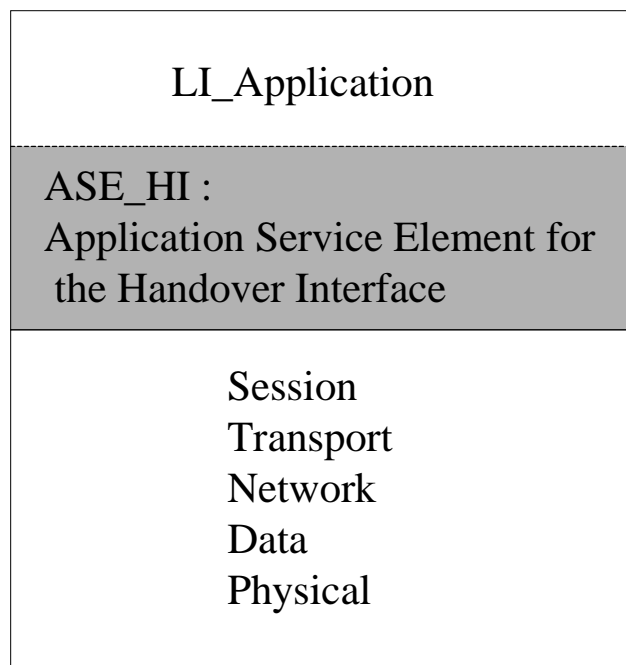 LI_Application
ASE_HI :
Application Service Element for
the Handover Interface
Session
Transport
Network
Data
Physical